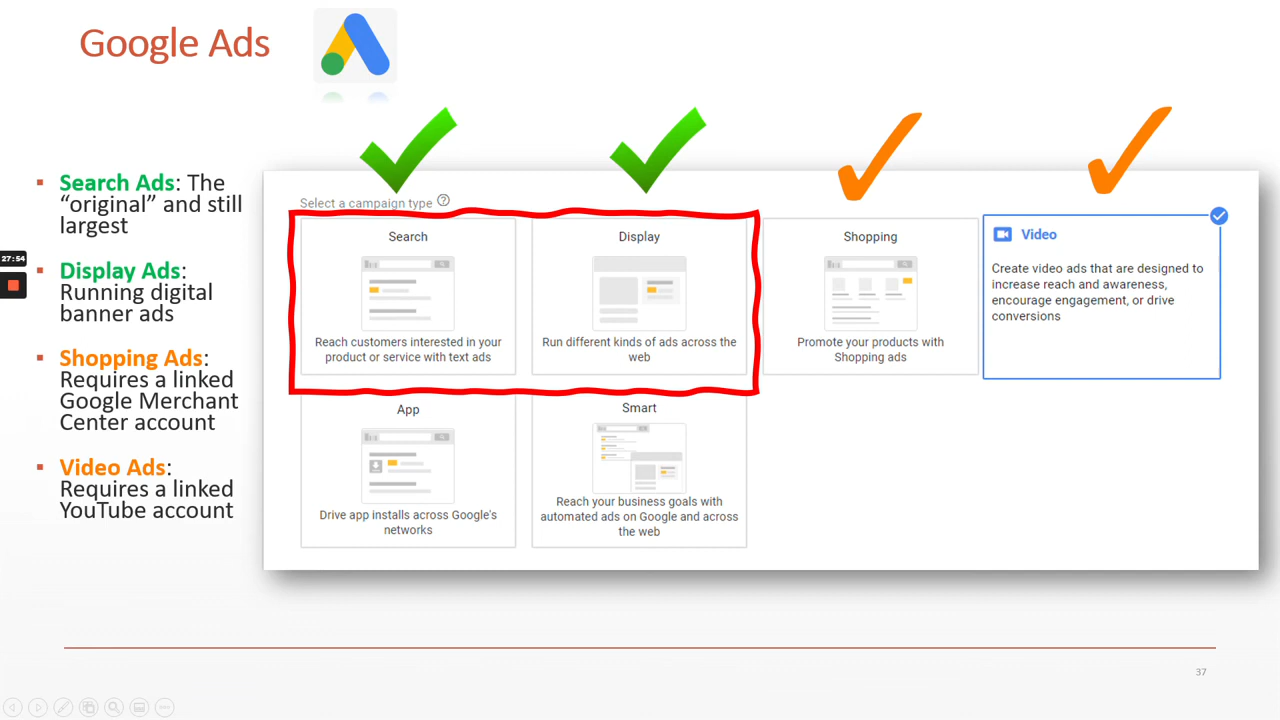 Google Ads
Search Ads: The
“original” and still
largest
Display Ads:
Running digital
banner ads
Shopping Ads:
Requires a linked
Google Merchant
Center account
Video Ads:
Requires a linked
YouTube account
27:54
Select a campaign type ?
Search
Reach customers interested in your
product or service with text ads
Display
Run different kinds of ads across the
web
Shopping
Promote your products with
Shopping ads
Video
Create video ads that are designed to
increase reach and awareness,
encourage engagement, or drive
conversions
App
Drive app installs across Google's
networks
Smart
Reach your business goals with
automated ads on Google and across
the web
37